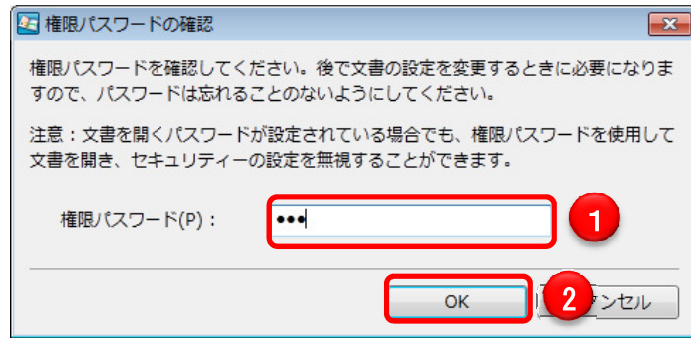 権限パスワードの確認
権限パスワードを確認してください。後で文書の設定を変更するときに必要になりま
すので、パスワードは忘れることのないようにしてください。
注意：文書を開くパスワードが設定されている場合でも、権限パスワードを使用して
文書を開き、セキュリティーの設定を無視することができます。
権限パスワード(P)： ●●● 1
OK 2 ンセル